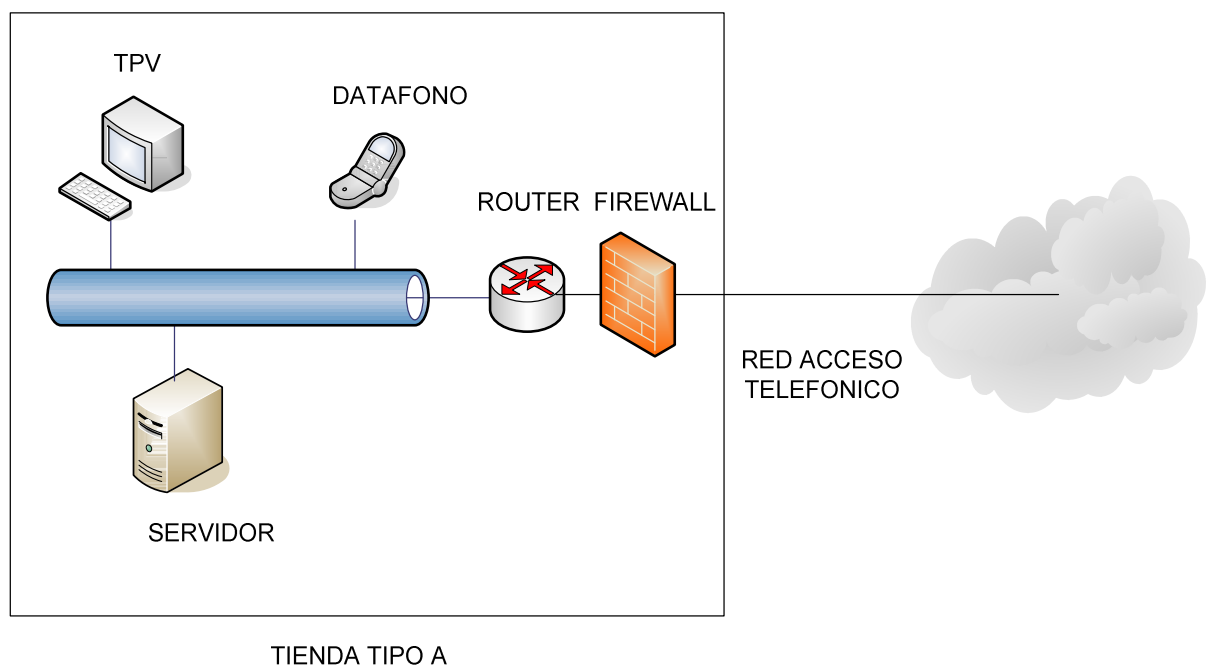 TPV
DATAFONO
ROUTER FIREWALL
RED ACCESO
TELEFONICO
SERVIDOR
TIENDA TIPO A